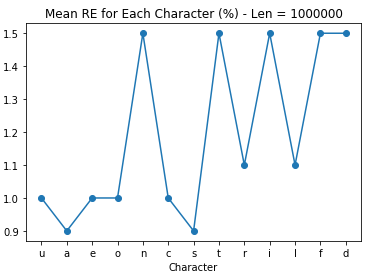 Mean RE for Each Character (%) - Len = 1000000
1.5
1.4
1.3
1.2
1.1
1.0
0.9
u a e o n c s t r i l f d
Character